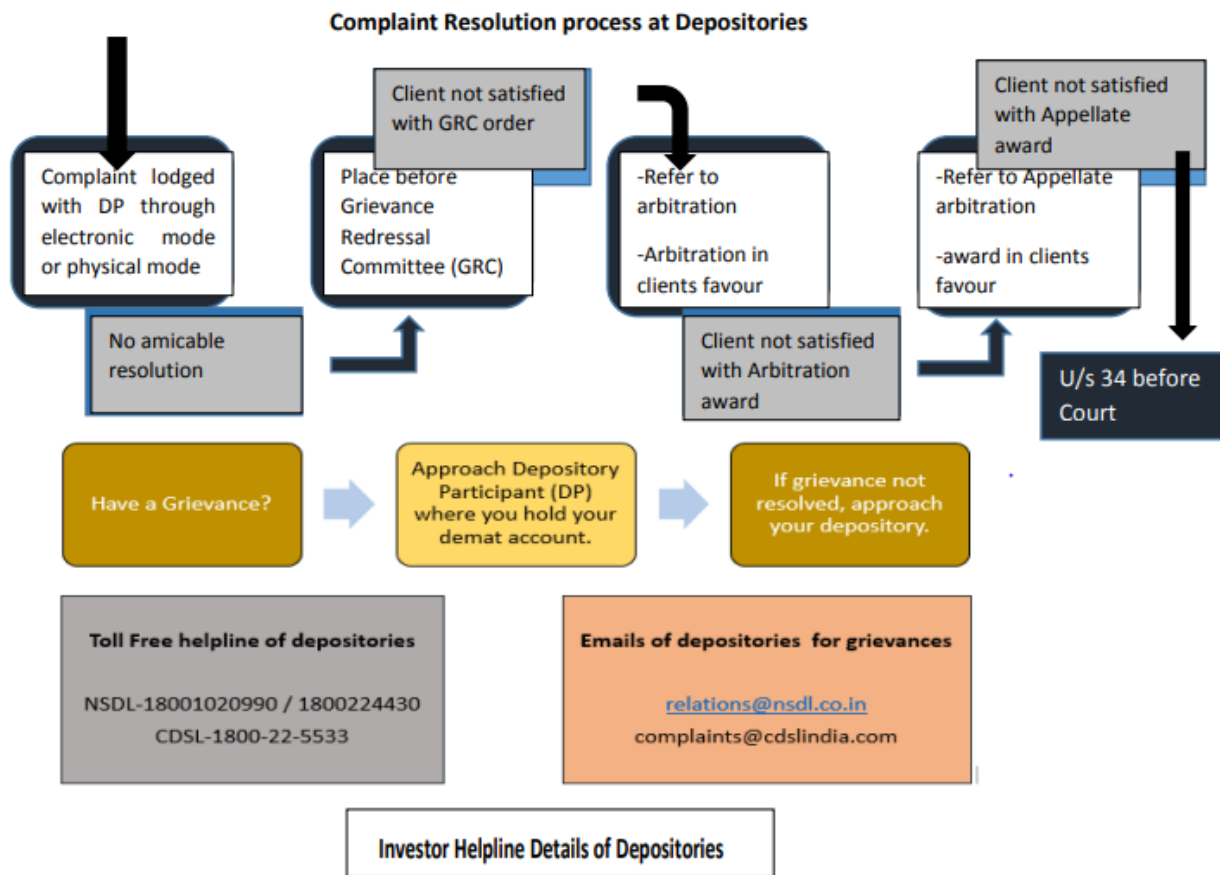 Complaint Resolution process at Depositories
Complaint lodged
with DP through
electronic mode
or physical mode
No amicable
resolution
Place before
Grievance
Redressal
Committee (GRC)
Client not satisfied
with GRC order
-Refer to
arbitration
-Arbitration in
clients favour
Client not satisfied
with Arbitration
award
-Refer to Appellate
arbitration
-award in clients
favour
Client not satisfied
with Appellate
award
U/s 34 before
Court
Have a Grievance?
Approach Depository
Participant (DP)
where you hold your
demat account.
If grievance not
resolved, approach
your depository.
Toll Free helpline of depositories
NSDL-18001020990 / 1800224430
CDSL-1800-22-5533
Emails of depositories for grievances
relations@nsdl.co.in
complaints@cdslindia.com
Investor Helpline Details of Depositories